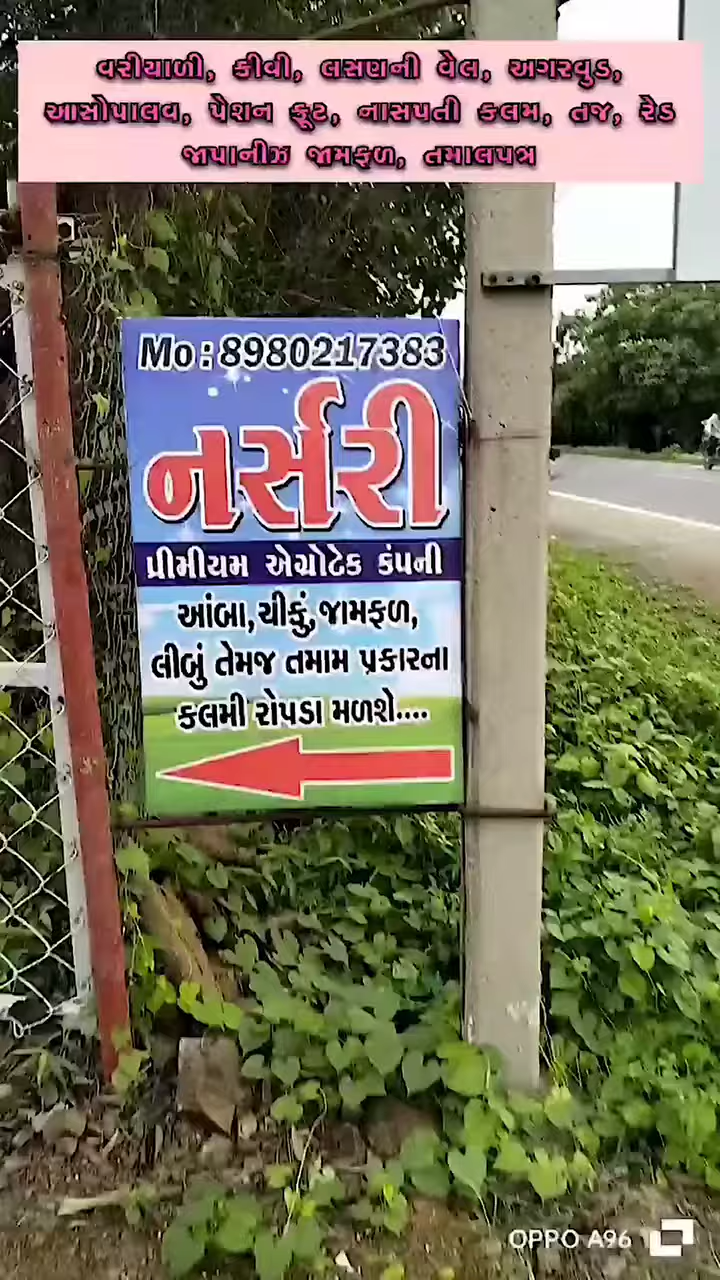 વરીયાળી, કીવી, લસણની વેલ, અગરવુડ,
આસોપાલવ, પેશન ફ્રૂટ, નાસપતી કલમ, તજ, રેડ
જાપાનીઝ જામફળ, તમાલપત્ર
Mo : 8980217383
નર્સરી
પ્રીમીયમ એગ્રોટેક કંપની
આંબા,ચીકું,જામફળ,
લીબું તેમજ તમામ પ્રકારના
કલમી રોપડા મળશે....
OPPO A96